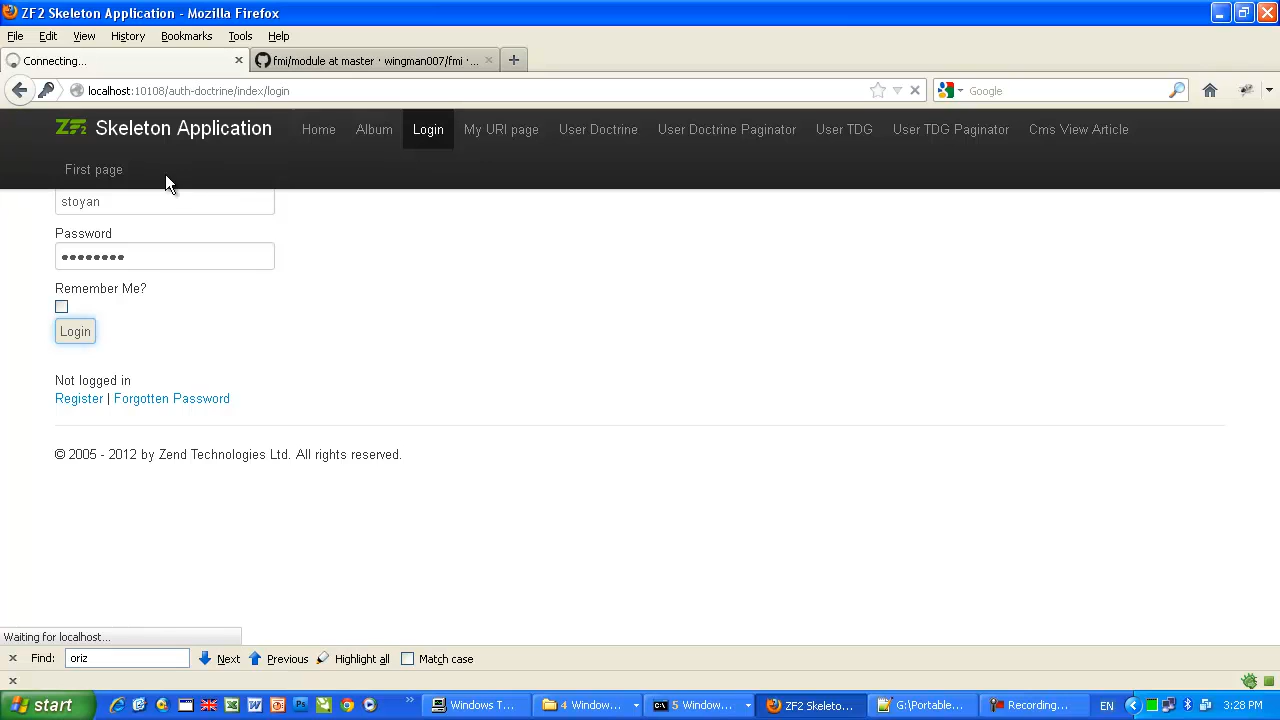 ZF2 Skeleton Application - Mozilla Firefox
File Edit View History Bookmarks Tools Help
Connecting... fmi/module at master · wingman007/fmi · ...
localhost:10108/auth-doctrine/index/login Google
ZF2 Skeleton Application Home Album Login My URI page User Doctrine User Doctrine Paginator User TDG User TDG Paginator Cms View Article
First page
stoyan
Password
Remember Me?
Login
Not logged in
Register | Forgotten Password
© 2005 - 2012 by Zend Technologies Ltd. All rights reserved.
Waiting for localhost...
Find: oriz Next Previous Highlight all Match case
start Windows T... 4 Window... 5 Window... ZF2 Skeleto... G:\Portable... Recording... EN 3:28 PM